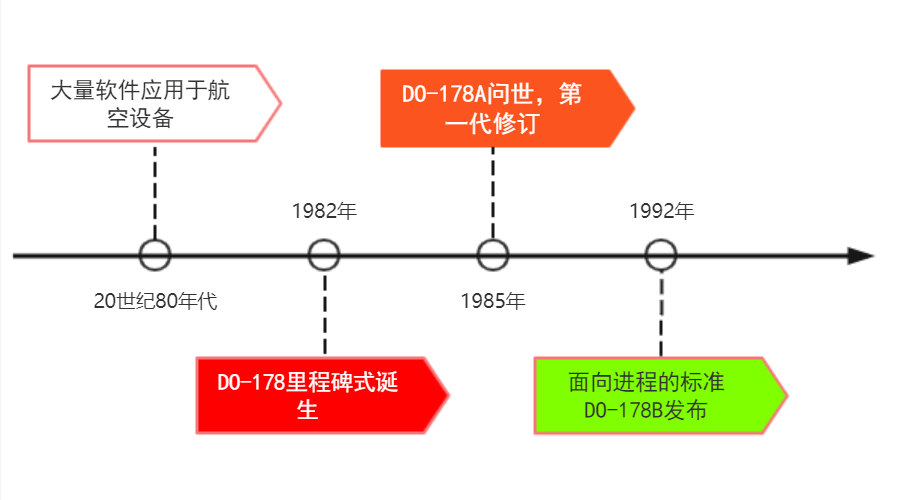 大量软件应用于航
空设备
DO-178A问世，第
一代修订
1982年
1992年
20世纪80年代
1985年
DO-178里程碑式诞
生
面向进程的标准
DO-178B发布